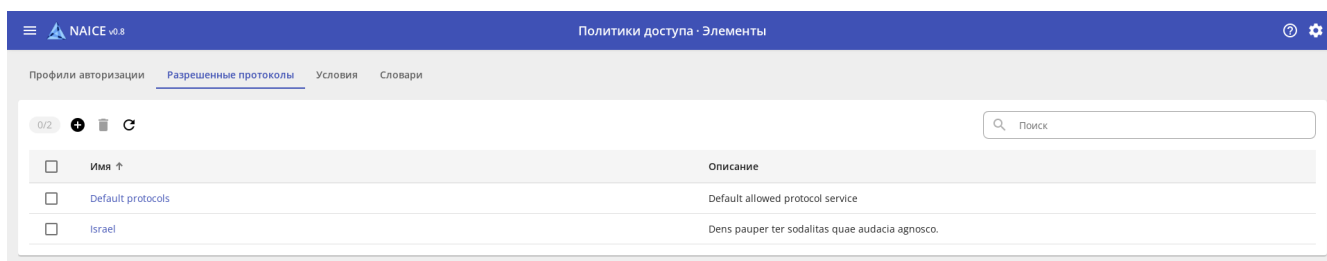 NAICE v0.8
Политики доступа · Элементы
Профили авторизации Разрешенные протоколы Условия Словари
0/2 Поиск
Имя ↑ Описание
Default protocols Default allowed protocol service
Israel Dens pauper ter sodalitas quae audacia agnosco.